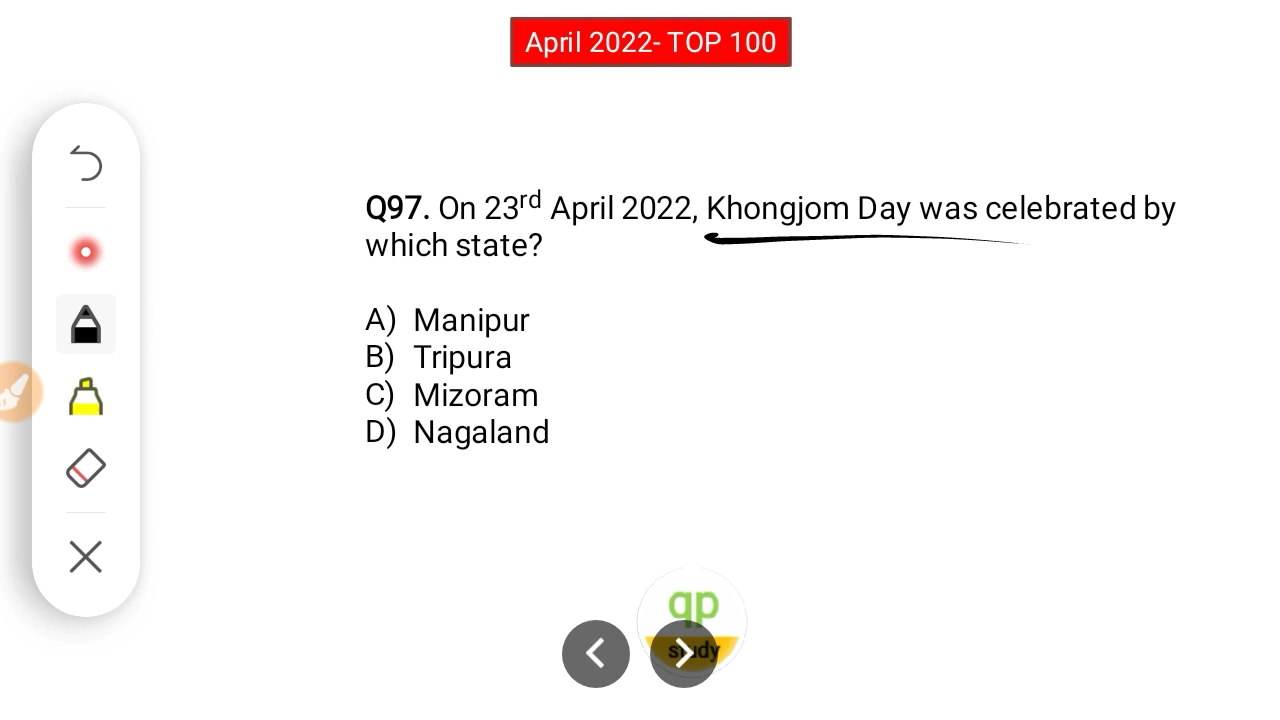 April 2022- TOP 100
Q97. On 23rd April 2022, Khongjom Day was celebrated by
which state?
A) Manipur
B) Tripura
C) Mizoram
D) Nagaland
qp
study